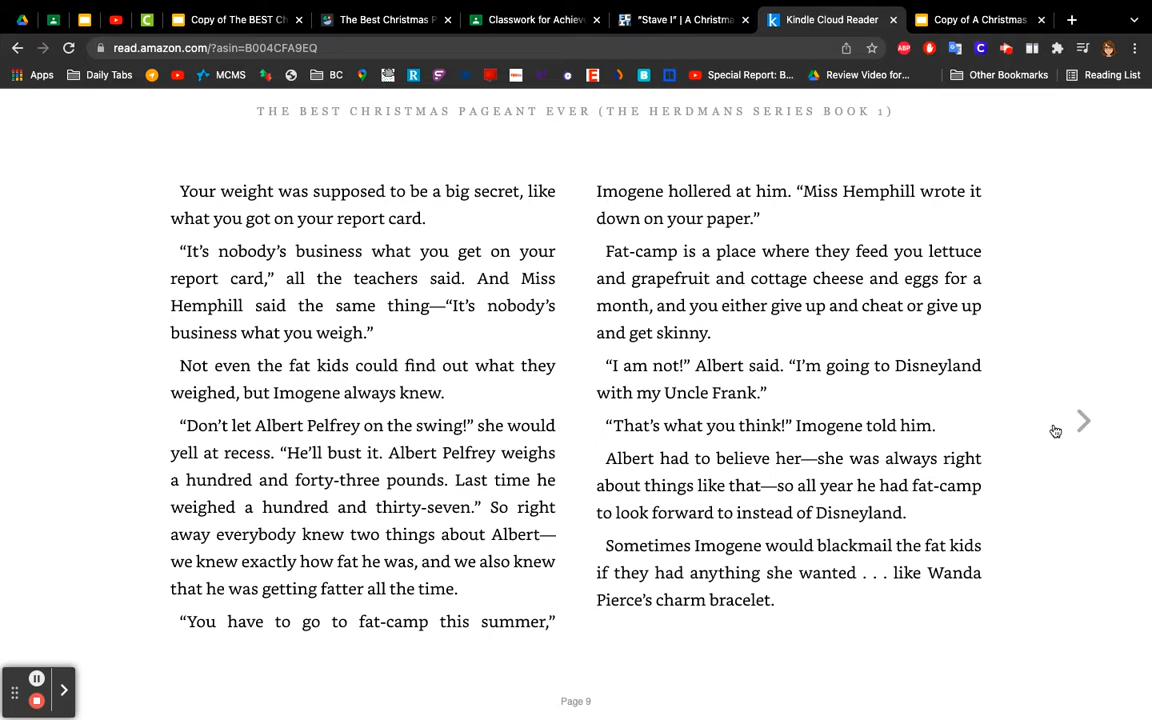 Copy of The BEST Ch
The Best Christmas P
Classwork for Achiev
"Stave I" | A Christma
Kindle Cloud Reader
Copy of A Christmas
read.amazon.com/?asin=B004CFA9EQ
Apps
Daily Tabs
MCMS
BC
Special Report: B...
Review Video for...
Other Bookmarks
Reading List
THE BEST CHRISTMAS PAGEANT EVER (THE HERDMANS SERIES BOOK 1)
Your weight was supposed to be a big secret, like
what you got on your report card.
“It’s nobody’s business what you get on your
report card,” all the teachers said. And Miss
Hemphill said the same thing—“It’s nobody’s
business what you weigh.”
Not even the fat kids could find out what they
weighed, but Imogene always knew.
“Don’t let Albert Pelfrey on the swing!” she would
yell at recess. “He’ll bust it. Albert Pelfrey weighs
a hundred and forty-three pounds. Last time he
weighed a hundred and thirty-seven.” So right
away everybody knew two things about Albert—
we knew exactly how fat he was, and we also knew
that he was getting fatter all the time.
“You have to go to fat-camp this summer,”
Imogene hollered at him. “Miss Hemphill wrote it
down on your paper.”
Fat-camp is a place where they feed you lettuce
and grapefruit and cottage cheese and eggs for a
month, and you either give up and cheat or give up
and get skinny.
“I am not!” Albert said. “I’m going to Disneyland
with my Uncle Frank.”
“That’s what you think!” Imogene told him.
Albert had to believe her—she was always right
about things like that—so all year he had fat-camp
to look forward to instead of Disneyland.
Sometimes Imogene would blackmail the fat kids
if they had anything she wanted . . . like Wanda
Pierce’s charm bracelet.
Page 9